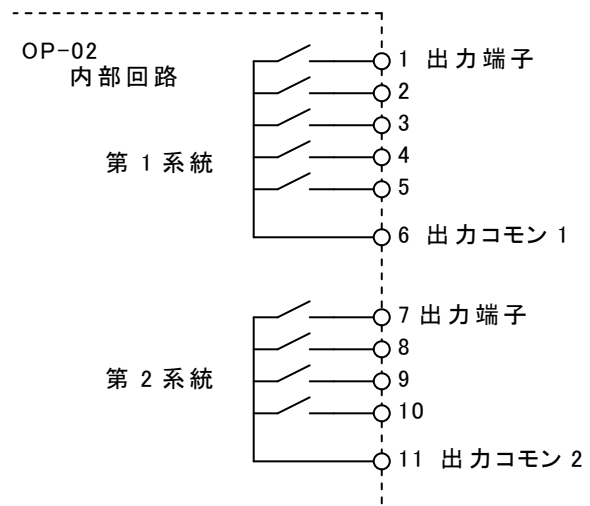 OP-02
内部回路
1 出力端子
2
3
第1系統
4
5
6 出力コモン1
7 出力端子
8
第2系統
9
10
11 出力コモン2